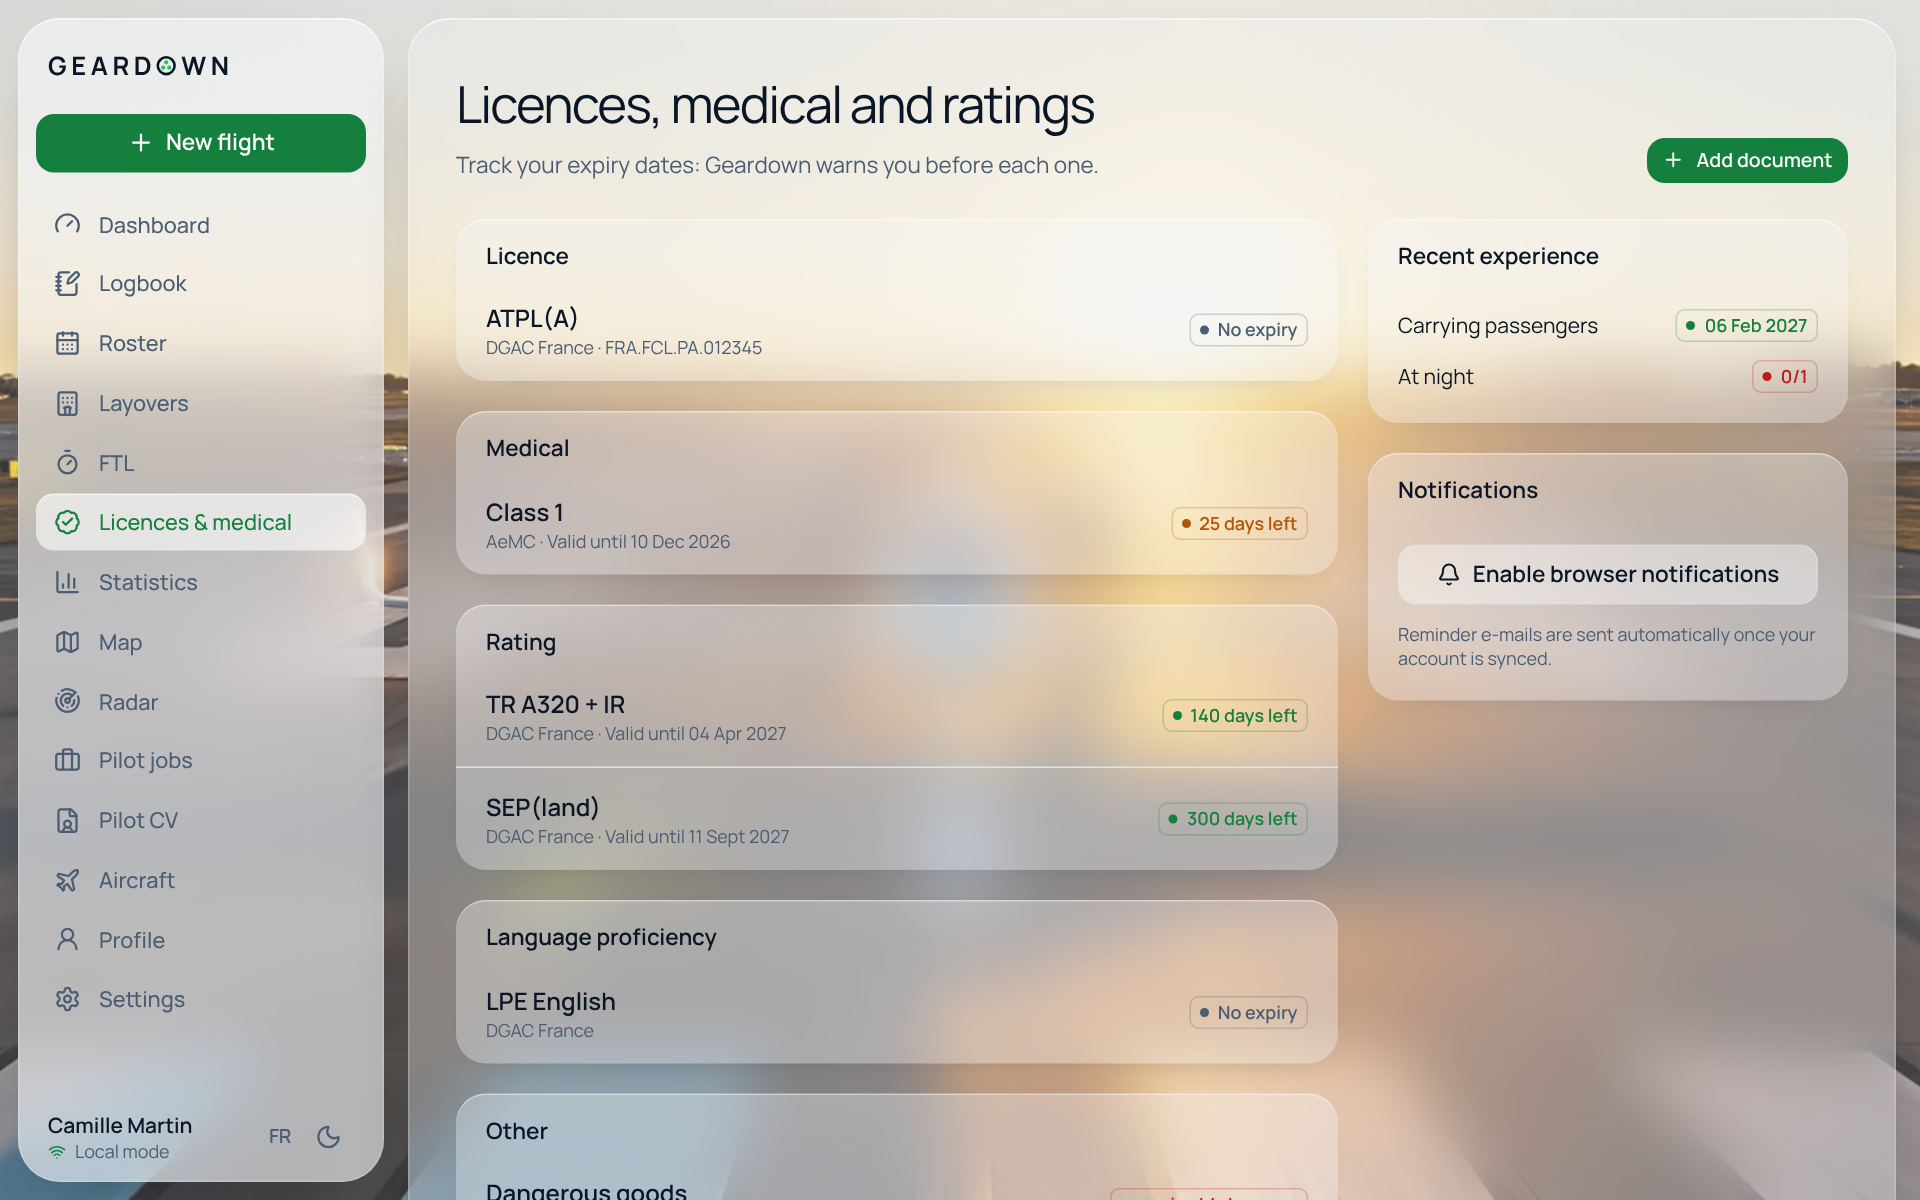 GEARDOWN
New flight
Dashboard
Logbook
Roster
Layovers
FTL
Licences & medical
Statistics
Map
Radar
Pilot jobs
Pilot CV
Aircraft
Profile
Settings
Camille Martin
Local mode
FR
Licences, medical and ratings
Track your expiry dates: Geardown warns you before each one.
Add document
Licence
ATPL(A)
DGAC France · FRA.FCL.PA.012345
No expiry
Medical
Class 1
AeMC · Valid until 10 Dec 2026
25 days left
Rating
TR A320 + IR
DGAC France · Valid until 04 Apr 2027
140 days left
SEP(land)
DGAC France · Valid until 11 Sept 2027
300 days left
Language proficiency
LPE English
DGAC France
No expiry
Other
Dangerous goods
Recent experience
Carrying passengers
06 Feb 2027
At night
0/1
Notifications
Enable browser notifications
Reminder e-mails are sent automatically once your
account is synced.